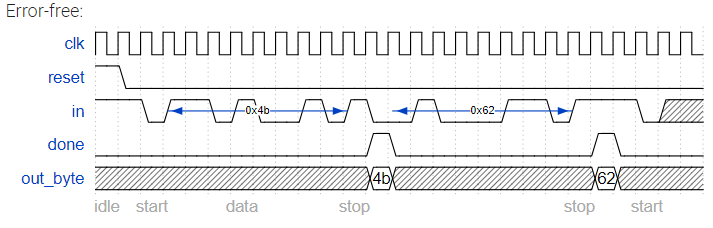 Error-free:
clk
reset
in 0x4b 0x62
done
out_byte 4b 62
idle start data stop stop start